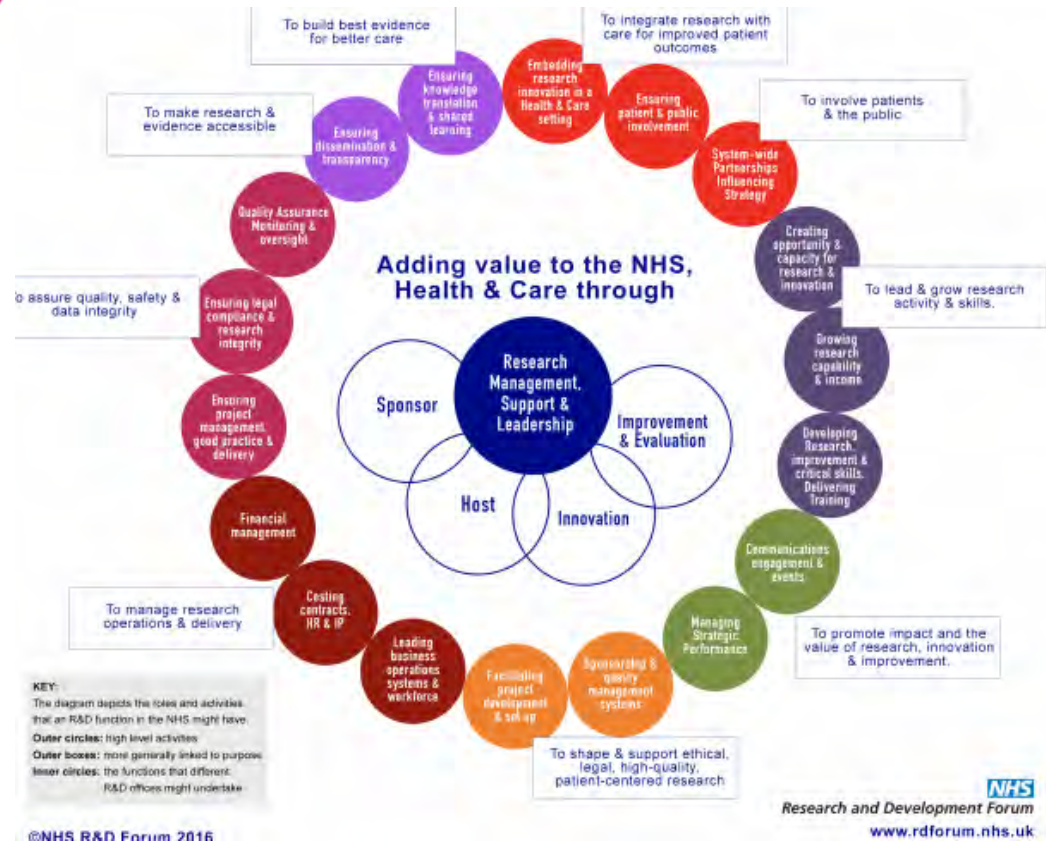 To build best evidence
for better care
To integrate research with
care for improved patient
outcomes
To make research &
evidence accessible
To involve patients
& the public
Ensuring
knowledge
translation
& shared
learning
Embedding
research
innovation in a
Health & Care
setting
Ensuring
patient & public
involvement
Ensuring
dissemination &
transparency
System-wide
Partnerships
Influencing
Strategy
Quality Assurance
Monitoring &
oversight
Creating
opportunity &
capacity for
research &
innovation
Adding value to the NHS,
Health & Care through
o assure quality, safety &
data integrity
Ensuring legal
compliance &
research
integrity
To lead & grow research
activity & skills.
Growing
research
capability
& income
Research
Management,
Support &
Leadership
Sponsor
Improvement
& Evaluation
Host
Innovation
Ensuring
project
management,
good practice &
delivery
Developing
Research,
improvement &
critical skills,
Delivering
Training
Financial
management
Communications
engagement &
events
Costing
contracts,
HR & IP
To manage research
operations & delivery
Managing
Strategic
Performance
To promote impact and the
value of research, innovation
& improvement.
Leading
business
operations
systems &
workforce
Facilitating
project
development
& set up
Sponsoring &
quality
management
systems
To shape & support ethical,
legal, high-quality,
patient-centered research
KEY:
The diagram depicts the roles and activities
that an R&D function in the NHS might have.
Outer circles: high level activities
Outer boxes: more generally linked to purpose
Inner circles: the functions that different
R&D offices might undertake
NHS
Research and Development Forum
www.rdforum.nhs.uk
©NHS R&D Forum 2016